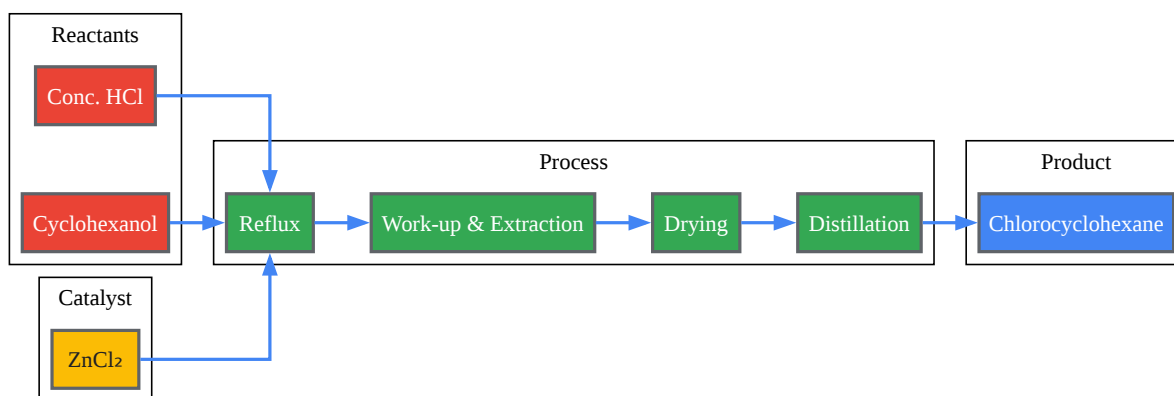 Reactants
Conc. HCl
Process
Product
Cyclohexanol
Reflux
Work-up & Extraction
Drying
Distillation
Chlorocyclohexane
Catalyst
ZnCl₂